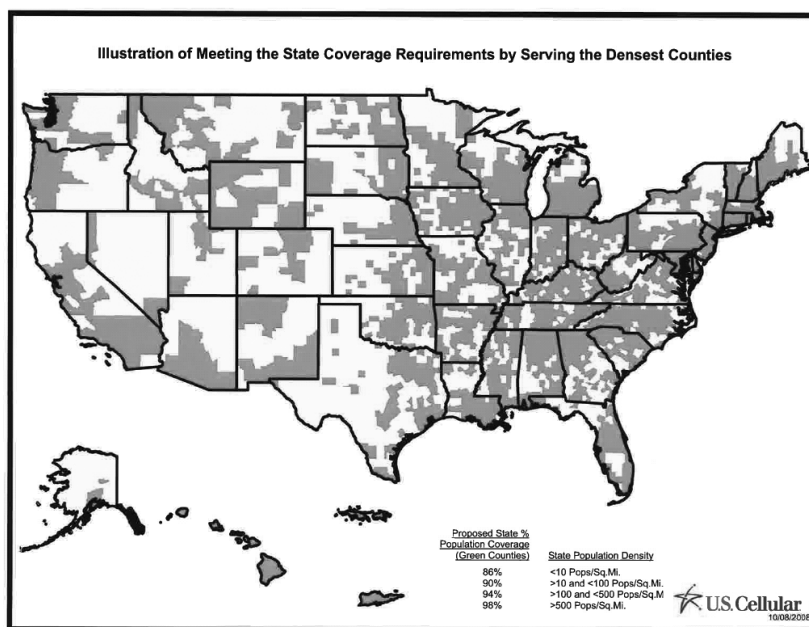 Illustration of Meeting the State Coverage Requirements by Serving the Densest Counties
Proposed State %
Population Coverage
(Green Counties) State Population Density
86% <10 Pops/Sq.Mi.
90% >10 and <100 Pops/Sq.Mi.
94% >100 and <500 Pops/Sq.M
98% >500 Pops/Sq.Mi.
U.S. Cellular
10/08/2008